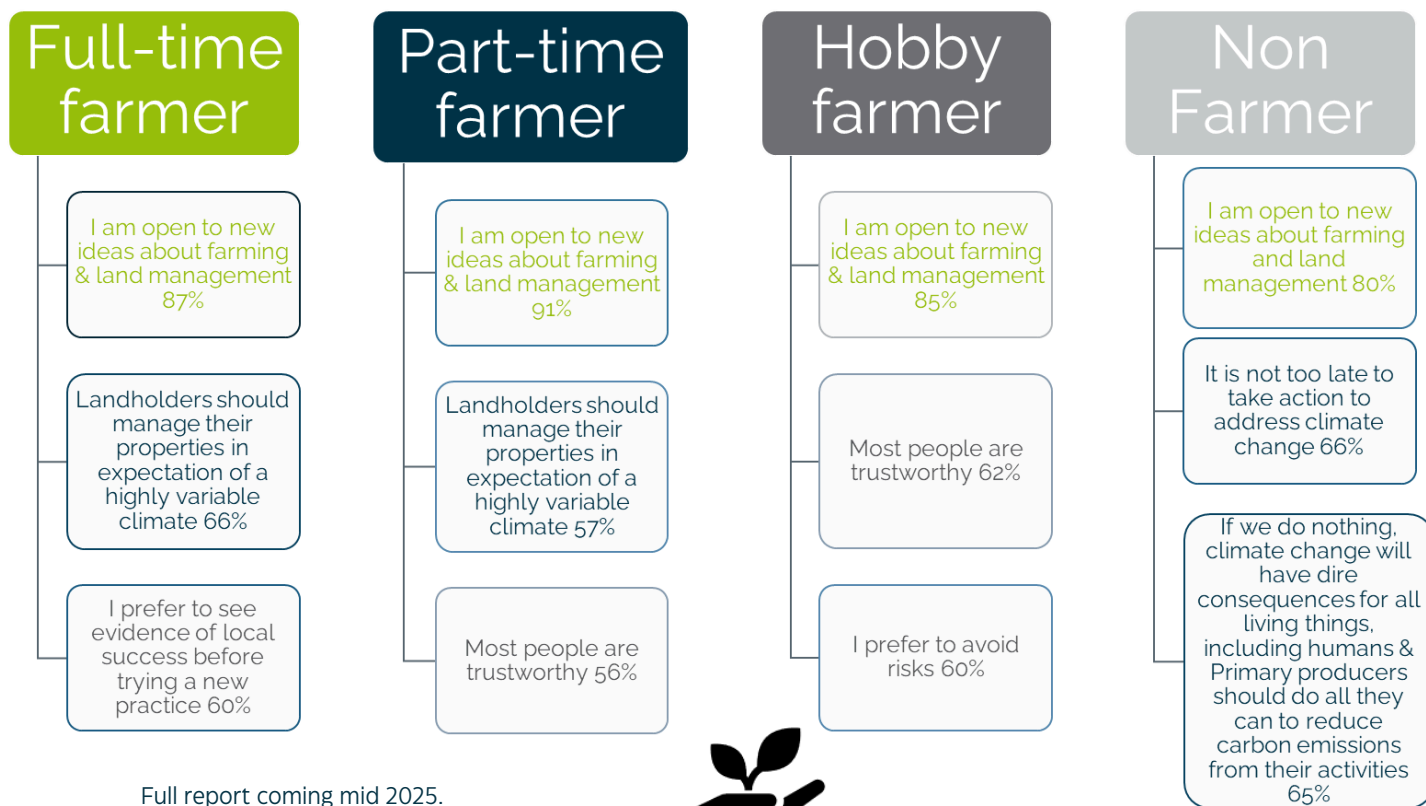 Full-time
farmer
I am open to new
ideas about farming
& land management
87%
Landholders should
manage their
properties in
expectation of a
highly variable
climate 66%
I prefer to see
evidence of local
success before
trying a new
practice 60%
Part-time
farmer
I am open to new
ideas about farming
& land management
91%
Landholders should
manage their
properties in
expectation of a
highly variable
climate 57%
Most people are
trustworthy 56%
Hobby
farmer
I am open to new
ideas about farming
& land management
85%
Most people are
trustworthy 62%
I prefer to avoid
risks 60%
Non
Farmer
I am open to new
ideas about farming
and land
management 80%
It is not too late to
take action to
address climate
change 66%
If we do nothing,
climate change will
have dire
consequences for all
living things,
including humans &
Primary producers
should do all they
can to reduce
carbon emissions
from their activities
65%
Full report coming mid 2025.